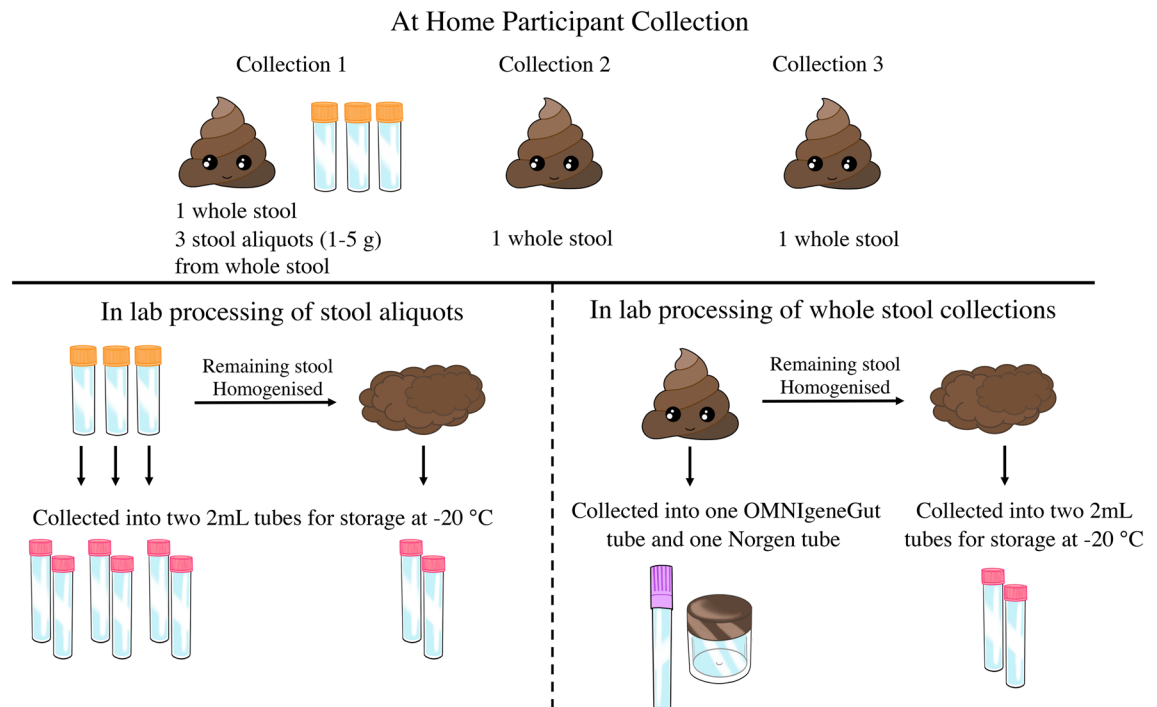 At Home Participant Collection
Collection 1
Collection 2
Collection 3
1 whole stool
3 stool aliquots (1-5 g)
from whole stool
1 whole stool
1 whole stool
In lab processing of stool aliquots
Remaining stool
Homogenised
Collected into two 2mL tubes for storage at -20 °C
In lab processing of whole stool collections
Remaining stool
Homogenised
Collected into one OMNIgeneGut
tube and one Norgen tube
Collected into two 2mL
tubes for storage at -20 °C